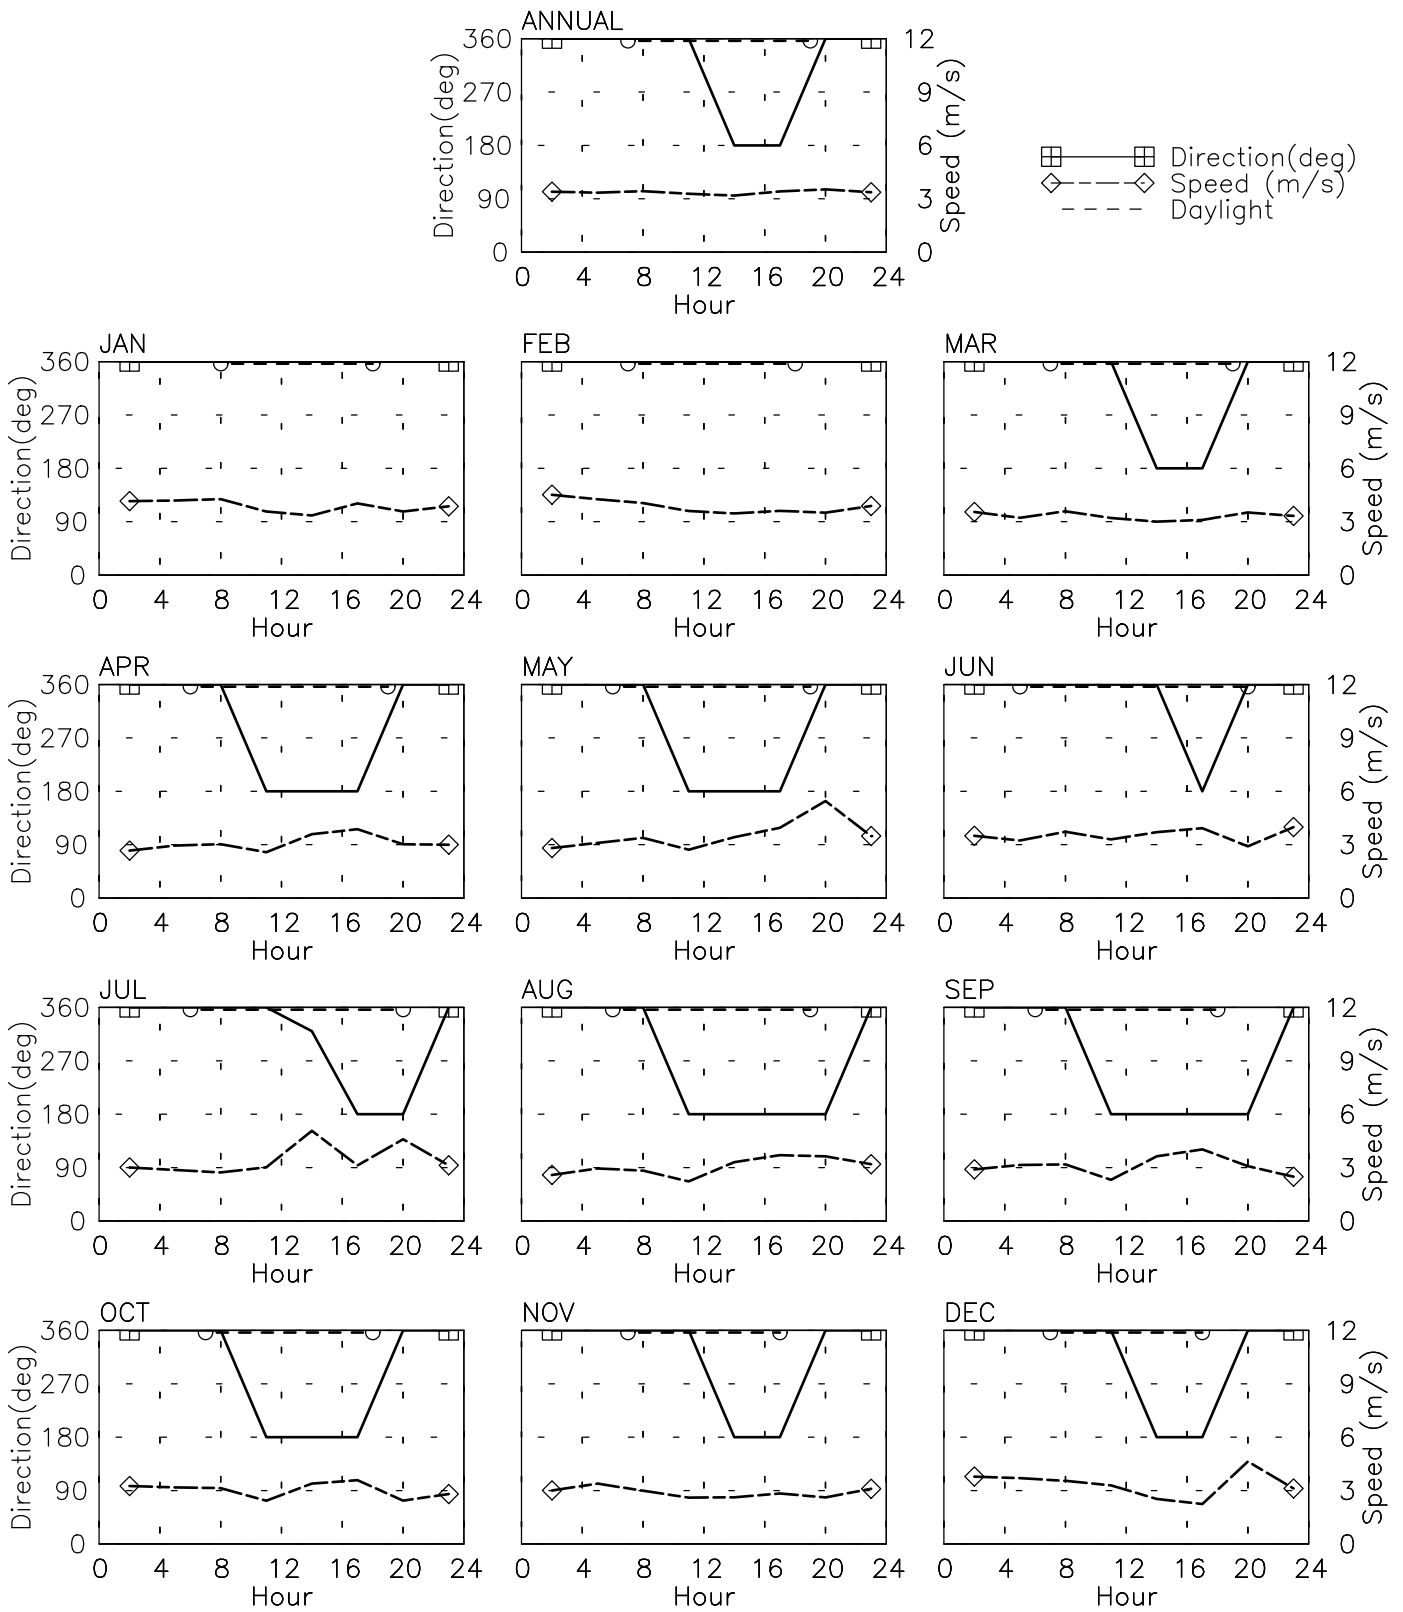 ANNUAL
360 270 180 90 0
Direction(deg)
12 9 6 3 0
Speed (m/s)
0 4 8 12 16 20 24
Hour
Direction(deg)
Speed (m/s)
Daylight
JAN FEB MAR
360 270 180 90 0
Direction(deg)
12 9 6 3 0
Speed (m/s)
0 4 8 12 16 20 24 0 4 8 12 16 20 24 0 4 8 12 16 20 24
Hour Hour Hour
APR MAY JUN
360 270 180 90 0
Direction(deg)
12 9 6 3 0
Speed (m/s)
0 4 8 12 16 20 24 0 4 8 12 16 20 24 0 4 8 12 16 20 24
Hour Hour Hour
JUL AUG SEP
360 270 180 90 0
Direction(deg)
12 9 6 3 0
Speed (m/s)
0 4 8 12 16 20 24 0 4 8 12 16 20 24 0 4 8 12 16 20 24
Hour Hour Hour
OCT NOV DEC
360 270 180 90 0
Direction(deg)
12 9 6 3 0
Speed (m/s)
0 4 8 12 16 20 24 0 4 8 12 16 20 24 0 4 8 12 16 20 24
Hour Hour Hour